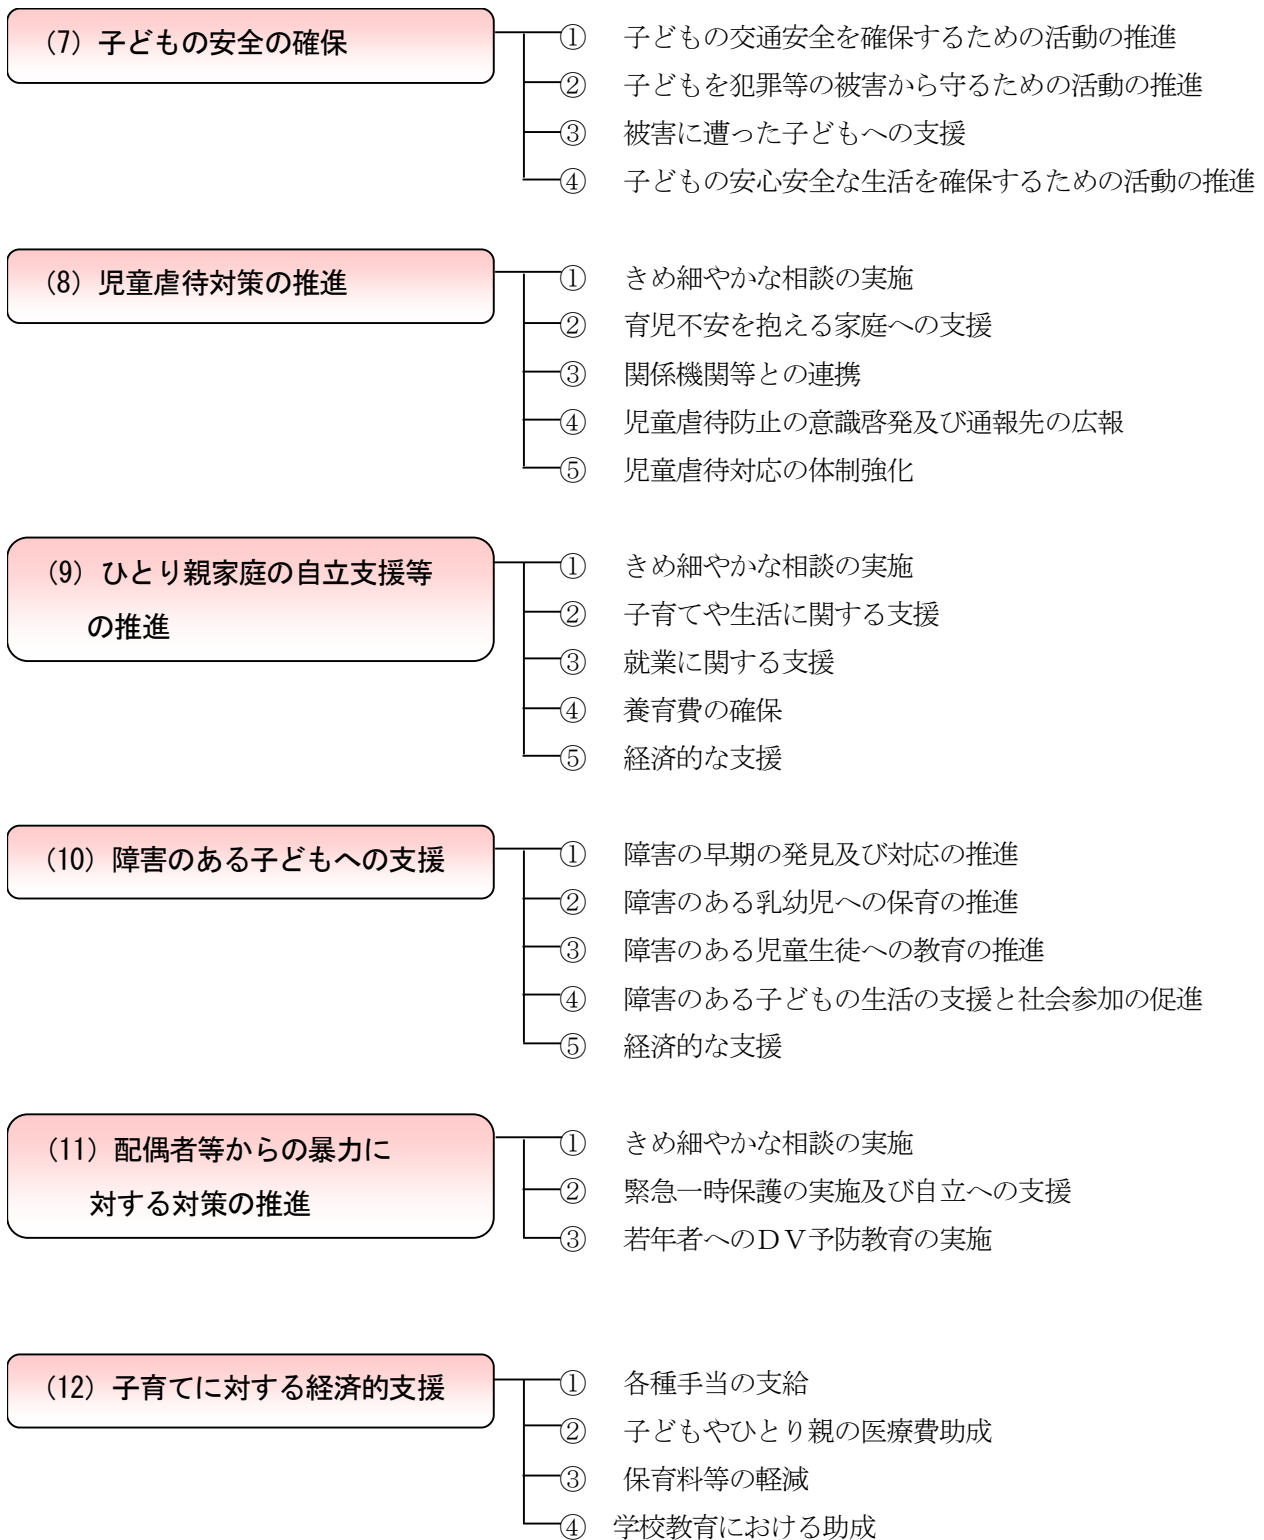 (7) 子どもの安全の確保
① 子どもの交通安全を確保するための活動の推進
② 子どもを犯罪等の被害から守るための活動の推進
③ 被害に遭った子どもへの支援
④ 子どもの安心安全な生活を確保するための活動の推進
(8) 児童虐待対策の推進
① きめ細やかな相談の実施
② 育児不安を抱える家庭への支援
③ 関係機関等との連携
④ 児童虐待防止の意識啓発及び通報先の広報
⑤ 児童虐待対応の体制強化
(9) ひとり親家庭の自立支援等
の推進
① きめ細やかな相談の実施
② 子育てや生活に関する支援
③ 就業に関する支援
④ 養育費の確保
⑤ 経済的な支援
(10) 障害のある子どもへの支援
① 障害の早期の発見及び対応の推進
② 障害のある乳幼児への保育の推進
③ 障害のある児童生徒への教育の推進
④ 障害のある子どもの生活の支援と社会参加の促進
⑤ 経済的な支援
(11) 配偶者等からの暴力に
対する対策の推進
① きめ細やかな相談の実施
② 緊急一時保護の実施及び自立への支援
③ 若年者へのＤＶ予防教育の実施
(12) 子育てに対する経済的支援
① 各種手当の支給
② 子どもやひとり親の医療費助成
③ 保育料等の軽減
④ 学校教育における助成